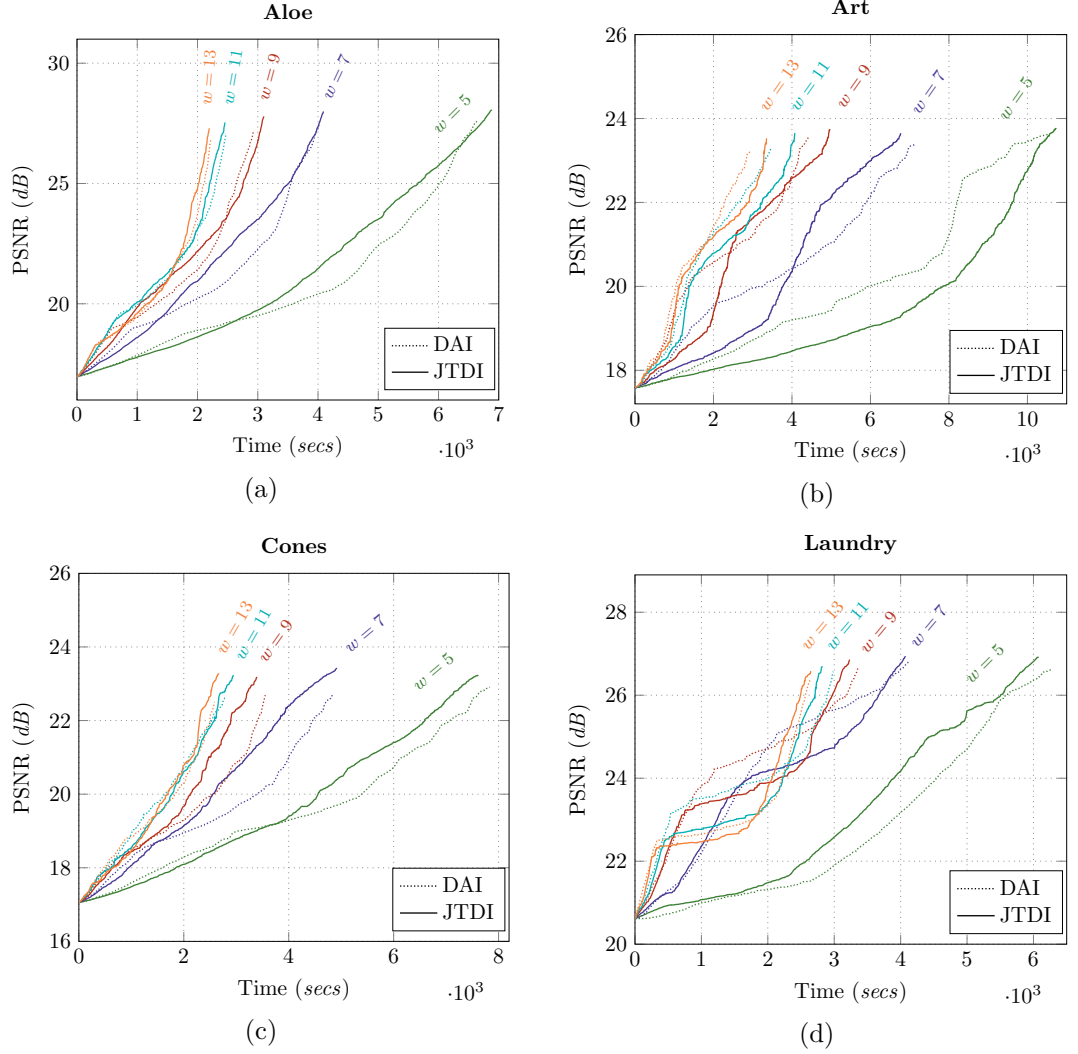 Aloe
PSNR (dB)
30
25
20
w = 13
w = 11
w = 9
w = 7
w = 5
DAI
JTDI
0 1 2 3 4 5 6 7
Time (secs)
·10³
(a)
Art
PSNR (dB)
26
24
22
20
18
w = 13
w = 11
w = 9
w = 7
w = 5
DAI
JTDI
0 2 4 6 8 10
Time (secs)
·10³
(b)
Cones
PSNR (dB)
26
24
22
20
18
16
w = 13
w = 11
w = 9
w = 7
w = 5
DAI
JTDI
0 2 4 6 8
Time (secs)
·10³
(c)
Laundry
PSNR (dB)
28
26
24
22
20
w = 13
w = 11
w = 9
w = 7
w = 5
DAI
JTDI
0 1 2 3 4 5 6
Time (secs)
·10³
(d)